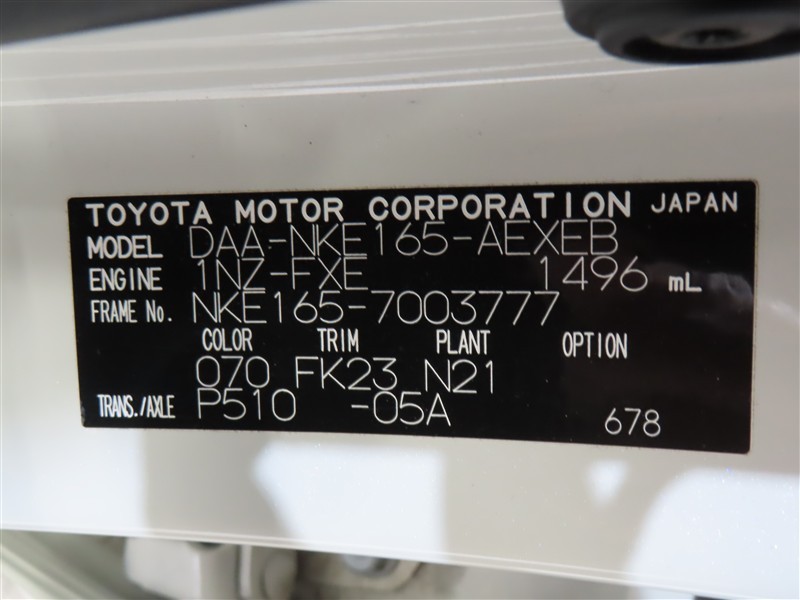 TOYOTA MOTOR CORPORATION JAPAN
MODEL DAA-NKE165-AEXEB
ENGINE 1NZ-FXE 1496 mL
FRAME No. NKE165-7003777
COLOR TRIM PLANT OPTION
070 FK23 N21
TRANS./AXLE P510 -05A 678